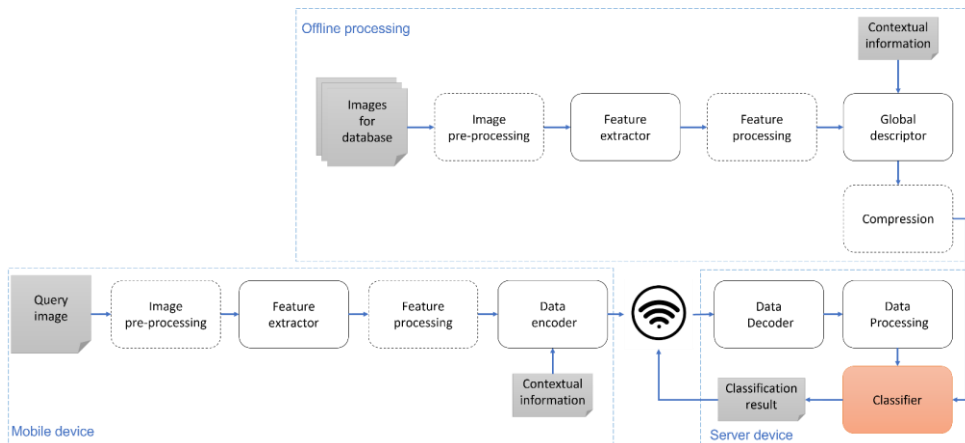 Offline processing
Contextual
information
Images
for
database
Image
pre-processing
Feature
extractor
Feature
processing
Global
descriptor
Compression
Query
image
Image
pre-processing
Feature
extractor
Feature
processing
Data
encoder
Contextual
information
Mobile device
Data
Decoder
Data
Processing
Classification
result
Classifier
Server device